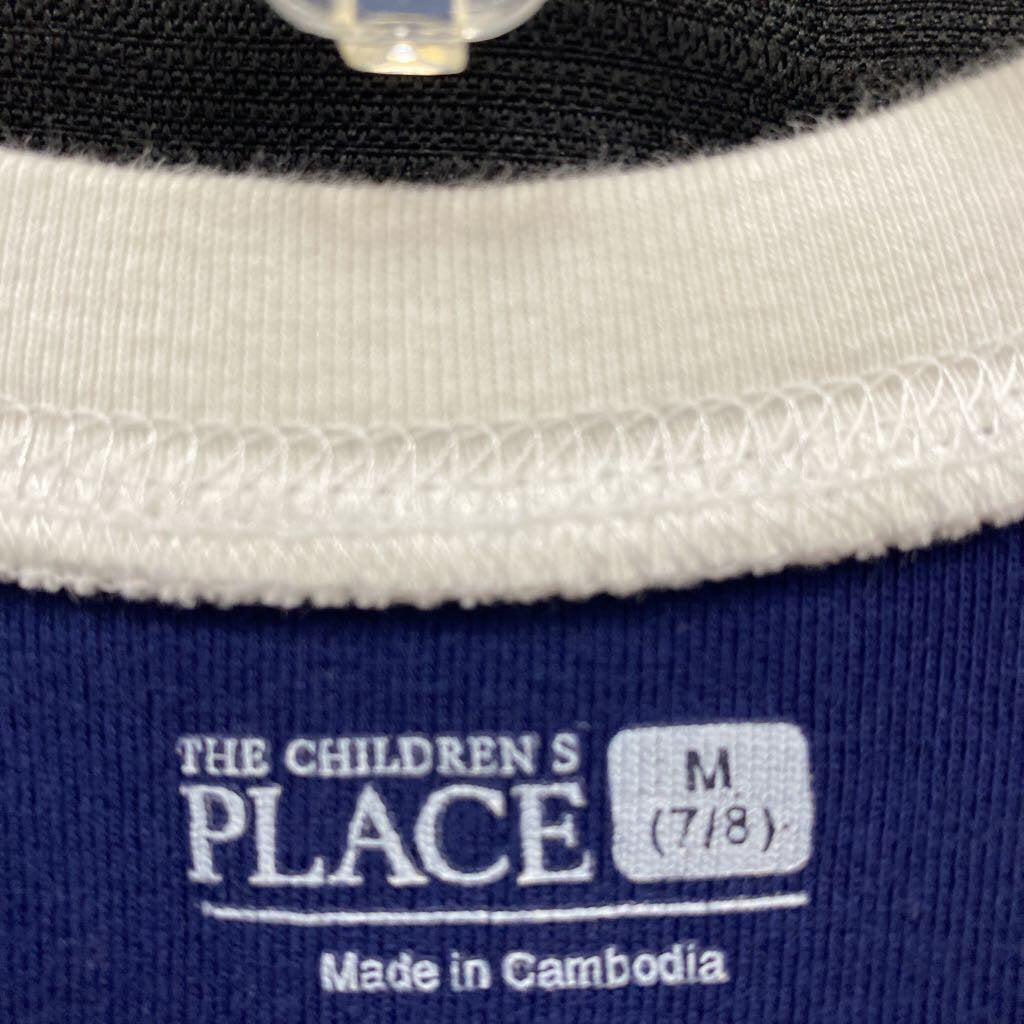 THE CHILDREN S
PLACE
M
(7/8)
Made in Cambodia